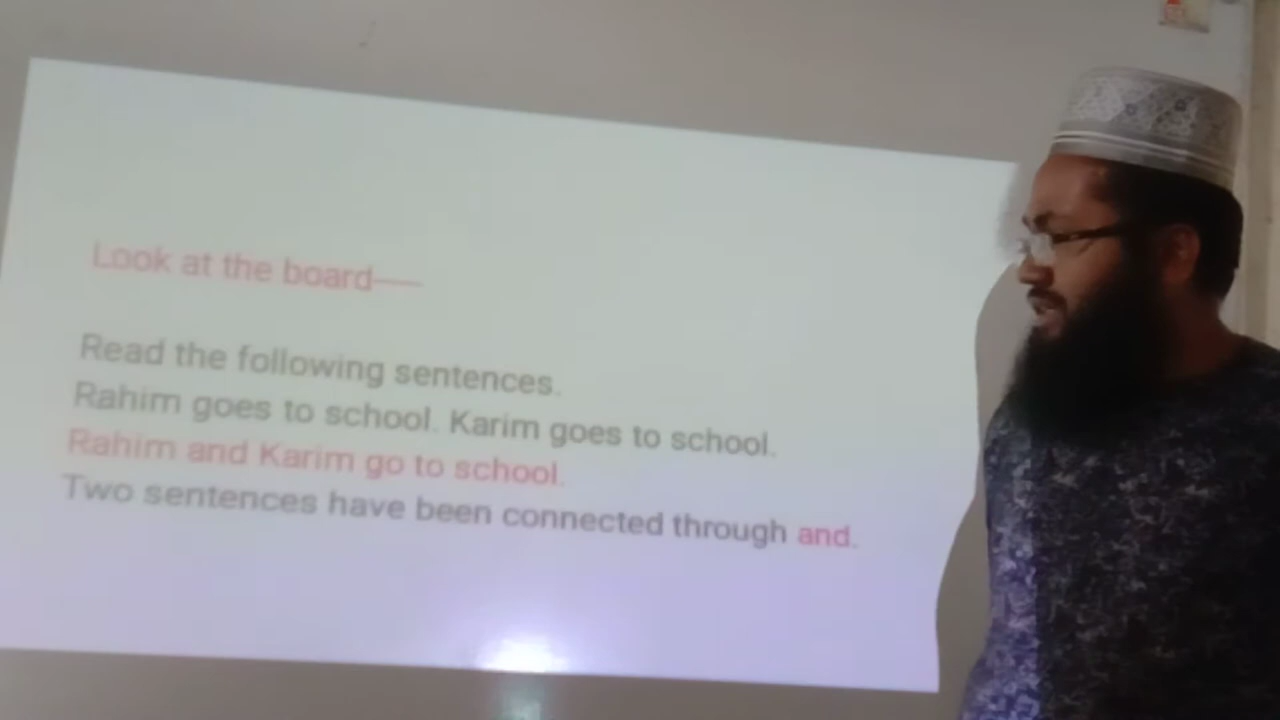 Look at the board—–
Read the following sentences.
Rahim goes to school. Karim goes to school.
Rahim and Karim go to school.
Two sentences have been connected through and.